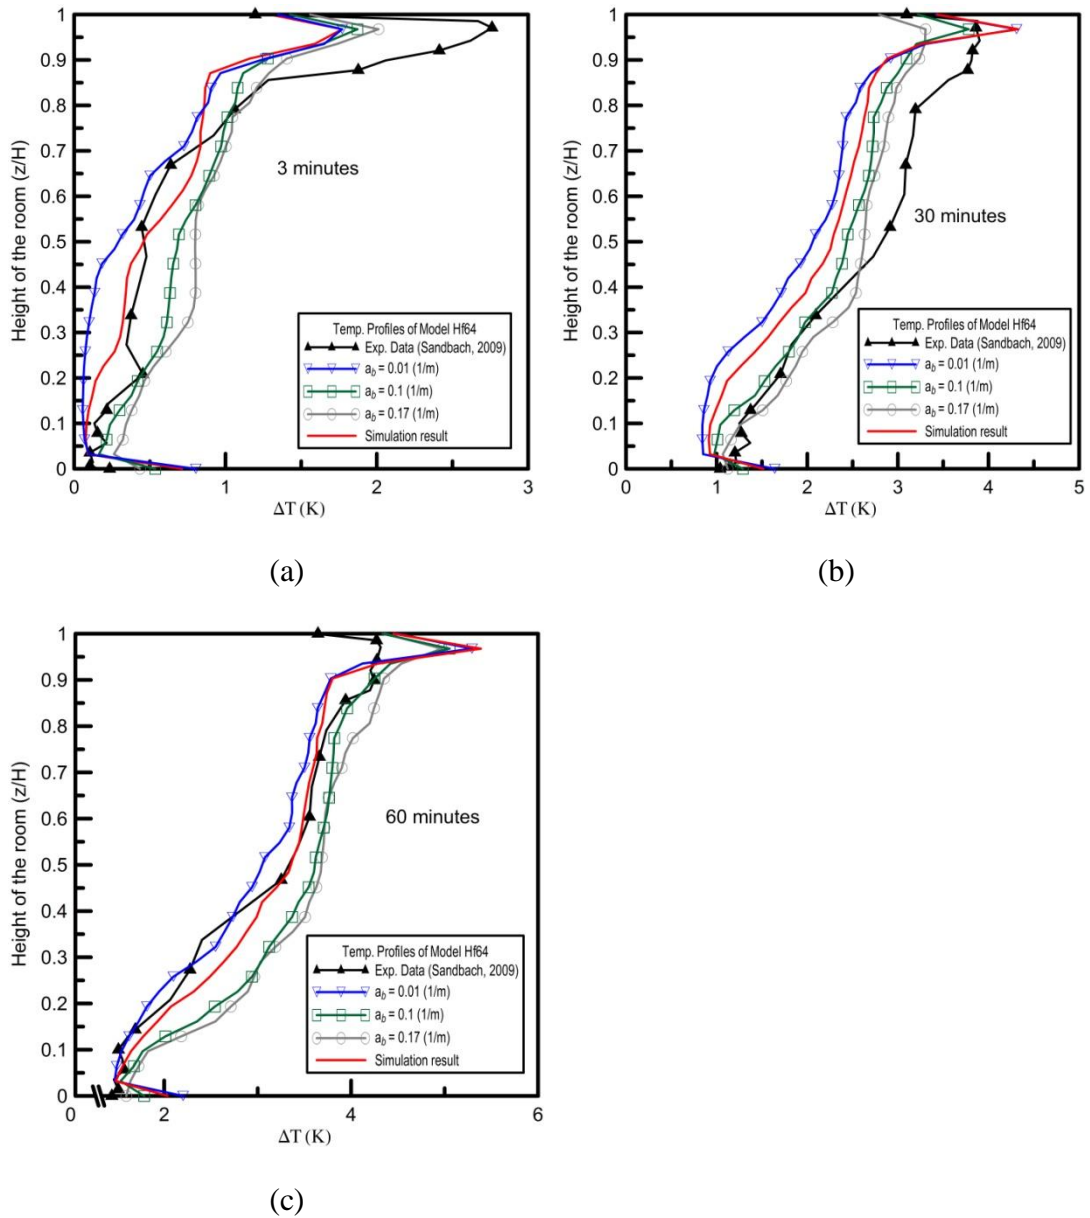 1
0.9
0.8
0.7
0.6
0.5
0.4
0.3
0.2
0.1
0
Height of the room (z/H)
3 minutes
Temp. Profiles of Model Hf64
Exp. Data (Sandbach, 2009)
a_b = 0.01 (1/m)
a_b = 0.1 (1/m)
a_b = 0.17 (1/m)
Simulation result
0 1 2 3
ΔT (K)
(a)
1
0.9
0.8
0.7
0.6
0.5
0.4
0.3
0.2
0.1
0
Height of the room (z/H)
30 minutes
Temp. Profiles of Model Hf64
Exp. Data (Sandbach, 2009)
a_b = 0.01 (1/m)
a_b = 0.1 (1/m)
a_b = 0.17 (1/m)
Simulation result
0 1 2 3 4 5
ΔT (K)
(b)
1
0.9
0.8
0.7
0.6
0.5
0.4
0.3
0.2
0.1
0
Height of the room (z/H)
60 minutes
Temp. Profiles of Model Hf64
Exp. Data (Sandbach, 2009)
a_b = 0.01 (1/m)
a_b = 0.1 (1/m)
a_b = 0.17 (1/m)
Simulation result
0 2 4 6
ΔT (K)
(c)